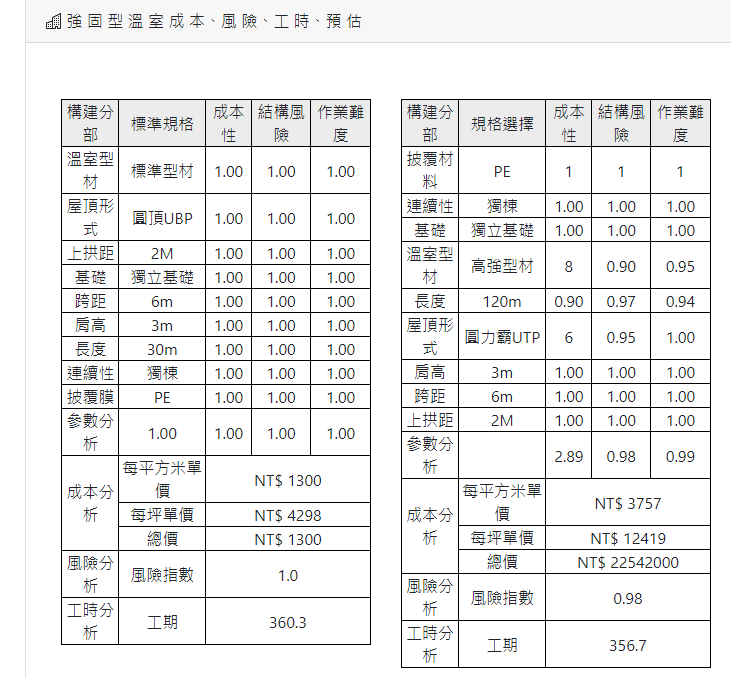 強固型溫室成本、風險、工時、預估
構建分部 標準規格 成本性 結構風險 作業難度
溫室型材 標準型材 1.00 1.00 1.00
屋頂形式 圓頂UBP 1.00 1.00 1.00
上拱距 2M 1.00 1.00 1.00
基礎 獨立基礎 1.00 1.00 1.00
跨距 6m 1.00 1.00 1.00
肩高 3m 1.00 1.00 1.00
長度 30m 1.00 1.00 1.00
連續性 獨棟 1.00 1.00 1.00
披覆膜 PE 1.00 1.00 1.00
參數分析 1.00 1.00 1.00 1.00
成本分析 每平方米單價 NT$ 1300
每坪單價 NT$ 4298
總價 NT$ 1300
風險分析 風險指數 1.0
工時分析 工期 360.3
構建分部 規格選擇 成本性 結構風險 作業難度
披覆材料 PE 1 1 1
連續性 獨棟 1.00 1.00 1.00
基礎 獨立基礎 1.00 1.00 1.00
溫室型材 高強型材 8 0.90 0.95
長度 120m 0.90 0.97 0.94
屋頂形式 圓力霸UTP 6 0.95 1.00
肩高 3m 1.00 1.00 1.00
跨距 6m 1.00 1.00 1.00
上拱距 2M 1.00 1.00 1.00
參數分析 2.89 0.98 0.99
成本分析 每平方米單價 NT$ 3757
每坪單價 NT$ 12419
總價 NT$ 22542000
風險分析 風險指數 0.98
工時分析 工期 356.7